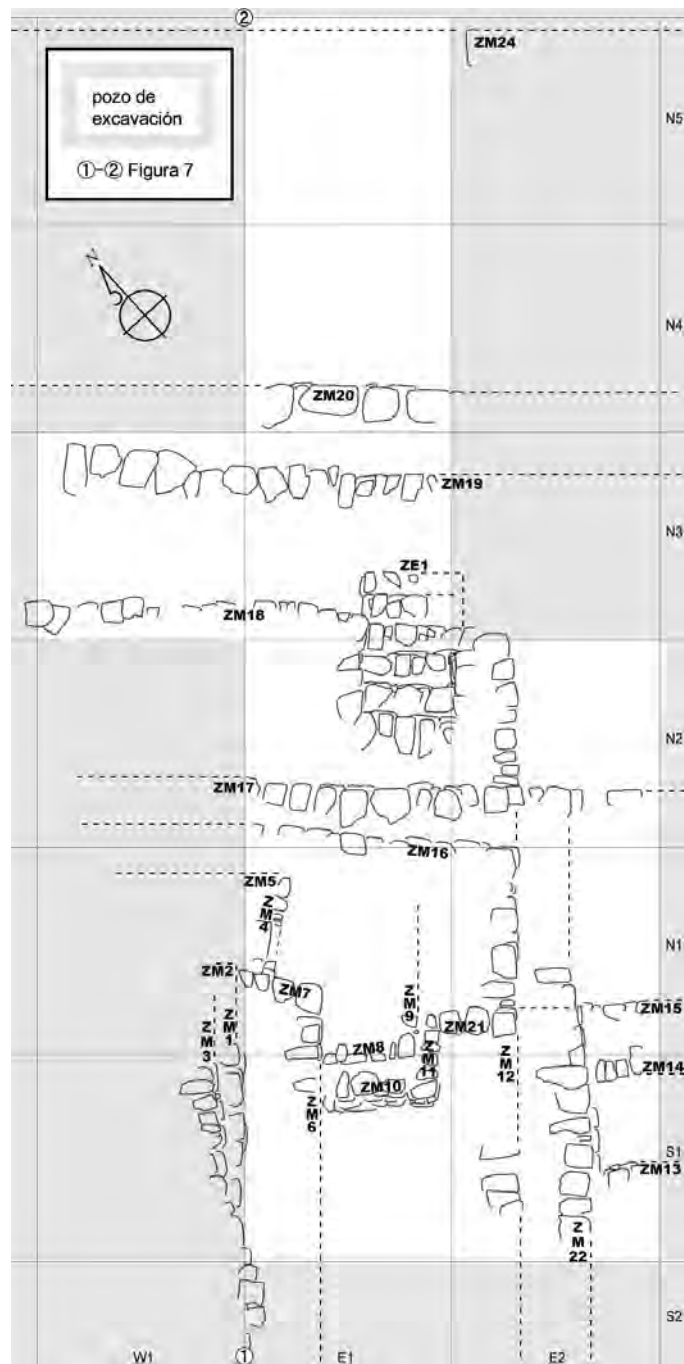 ②
ZM24
pozo de
excavación
①-② Figura 7
N5
N
N4
ZM20
ZM19
N3
ZE1
ZM18
N2
ZM17
ZM16
ZM5
Z
M
4
N1
ZM2
ZM7
Z
M
9
Z
M
1
Z
M
3
ZM21
ZM15
ZM8
Z
M
11
Z
M
12
ZM14
ZM10
Z
M
6
S1
ZM13
Z
M
22
S2
W1
①
E1
E2